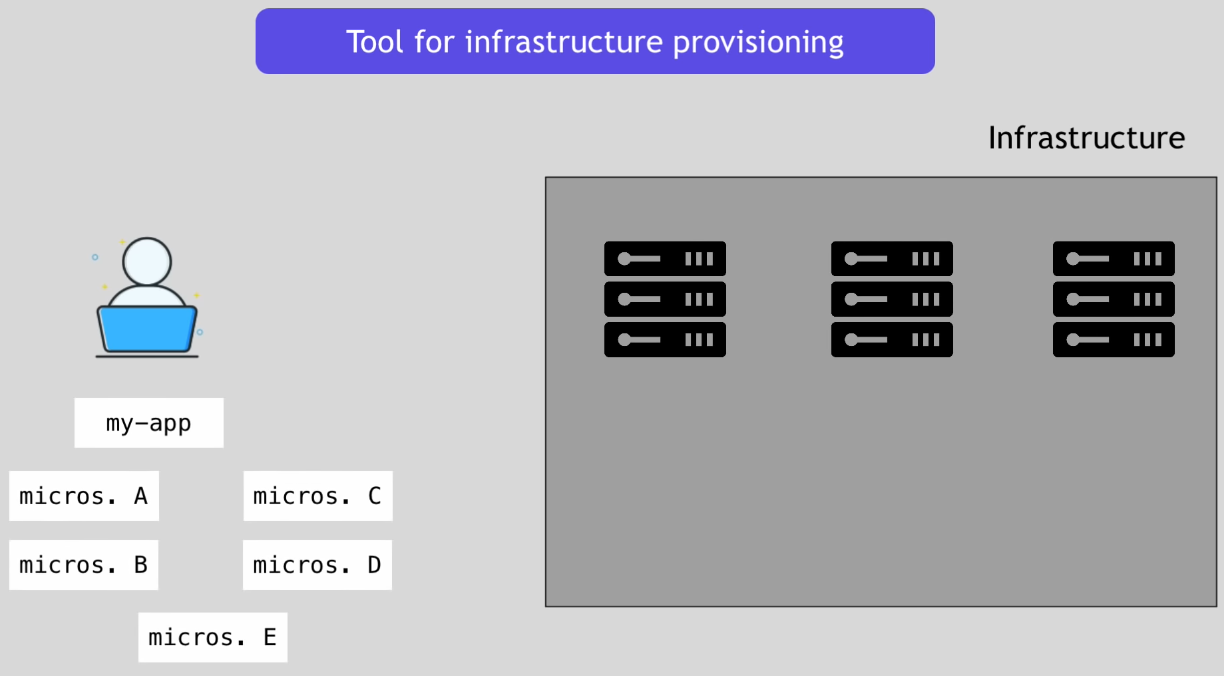 Tool for infrastructure provisioning
Infrastructure
my-app
micros. A
micros. C
micros. B
micros. D
micros. E